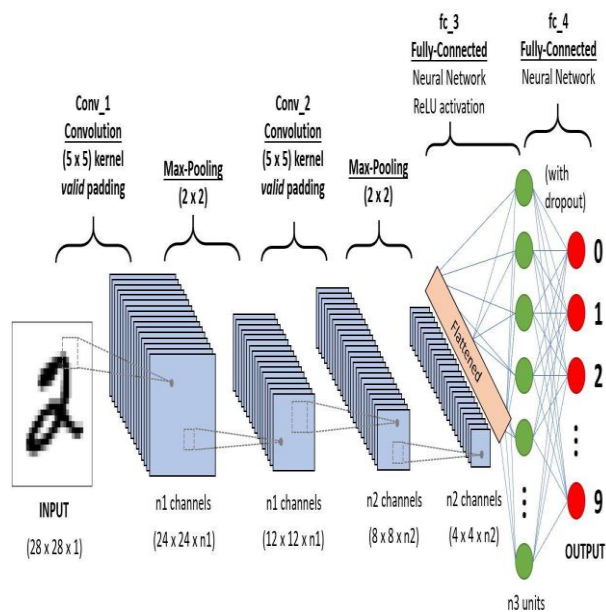 fc_3
Fully-Connected
Neural Network
ReLU activation
fc_4
Fully-Connected
Neural Network
Conv_1
Convolution
(5 x 5) kernel
valid padding
Max-Pooling
(2 x 2)
Conv_2
Convolution
(5 x 5) kernel
valid padding
Max-Pooling
(2 x 2)
(with
dropout)
Flattened
0
1
2
9
INPUT
(28 x 28 x 1)
n1 channels
(24 x 24 x n1)
n1 channels
(12 x 12 x n1)
n2 channels
(8 x 8 x n2)
n2 channels
(4 x 4 x n2)
OUTPUT
n3 units